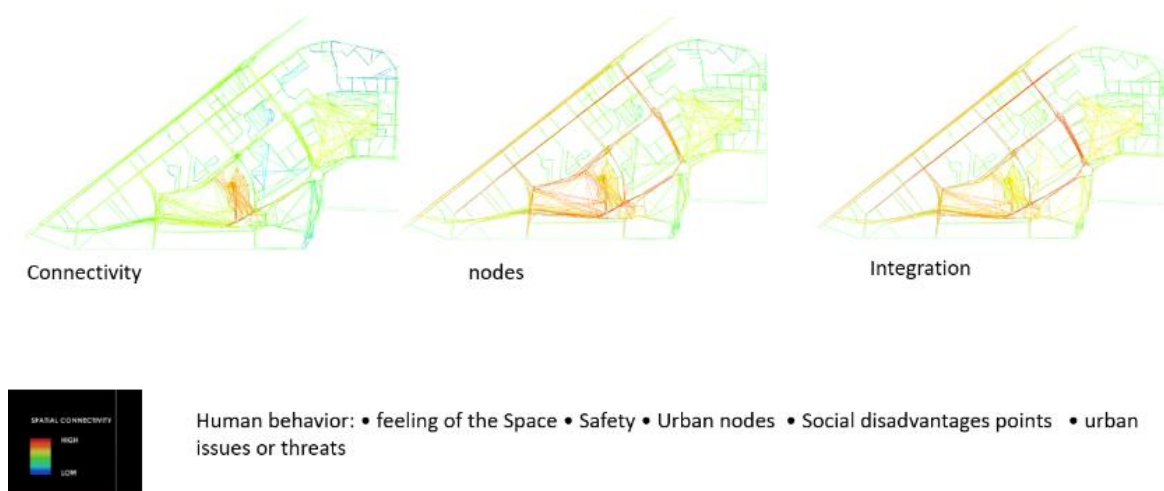 Connectivity
nodes
Integration
SPATIAL CONNECTIVITY
HIGH
LOW
Human behavior: • feeling of the Space • Safety • Urban nodes • Social disadvantages points • urban
issues or threats